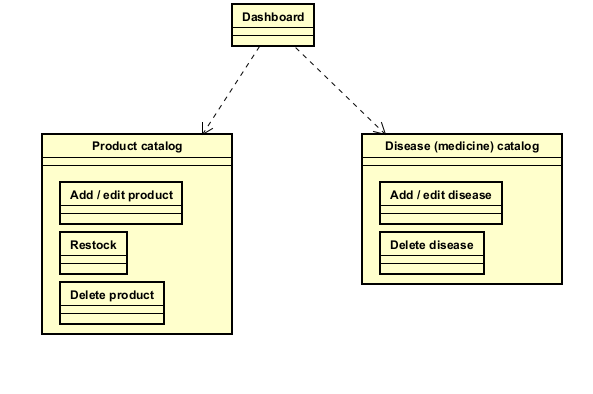 Dashboard
Product catalog
Add / edit product
Restock
Delete product
Disease (medicine) catalog
Add / edit disease
Delete disease